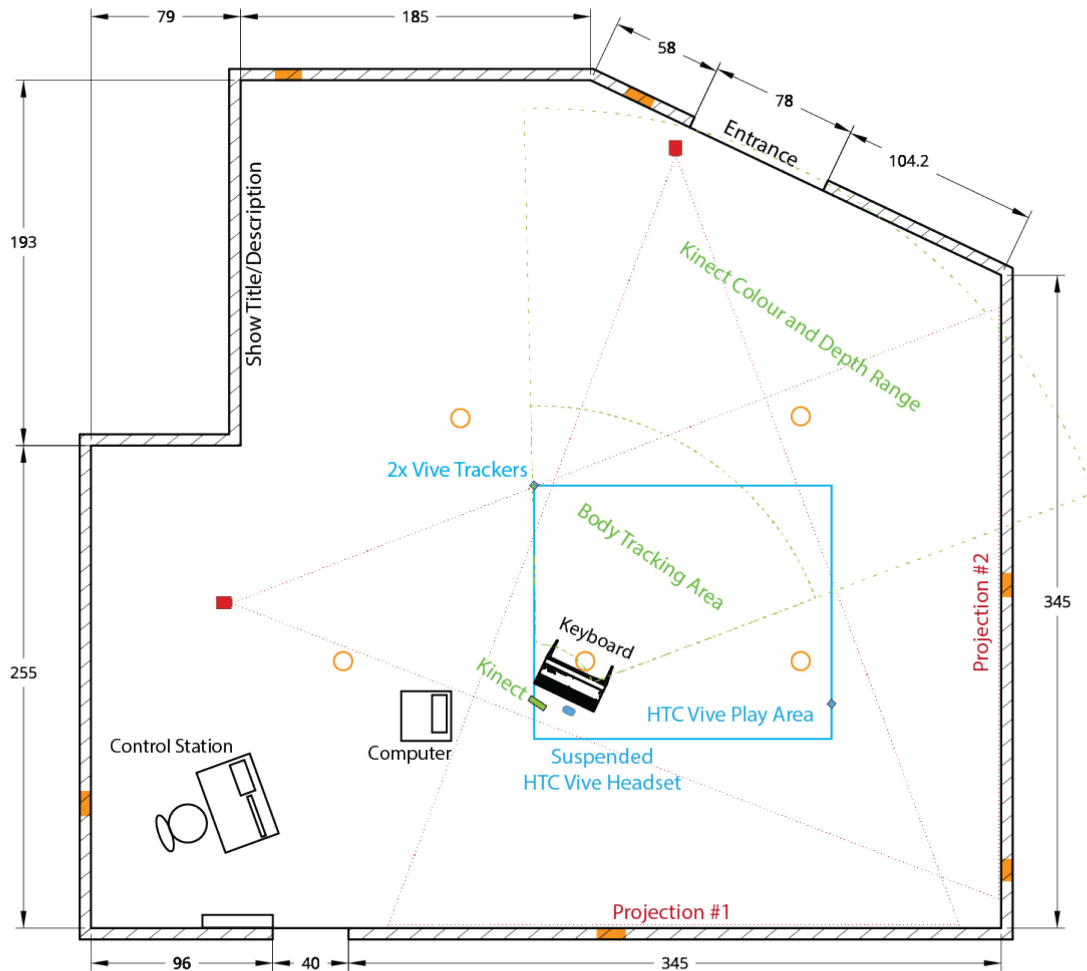 79
185
58
78
104.2
Entrance
193
Show Title/Description
Kinect Colour and Depth Range
2x Vive Trackers
Body Tracking Area
Projection #2
345
Keyboard
255
Kinect
HTC Vive Play Area
Control Station
Computer
Suspended
HTC Vive Headset
Projection #1
96
40
345